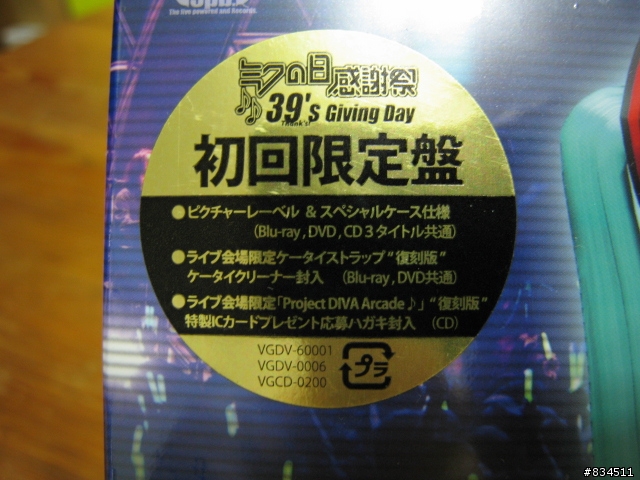 The live powered and Records.
ミクの日感謝祭
39's Giving Day
Thank's!
初回限定盤
●ピクチャーレーベル & スペシャルケース仕様
(Blu-ray, DVD, CD 3タイトル共通)
●ライブ会場限定ケータイストラップ“復刻版”
ケータイクリーナー封入 (Blu-ray, DVD共通)
●ライブ会場限定「Project DIVA Arcade♪」“復刻版”
特製ICカードプレゼント応募ハガキ封入 (CD)
VGDV-60001
VGDV-0006
VGCD-0200
プラ
#834511